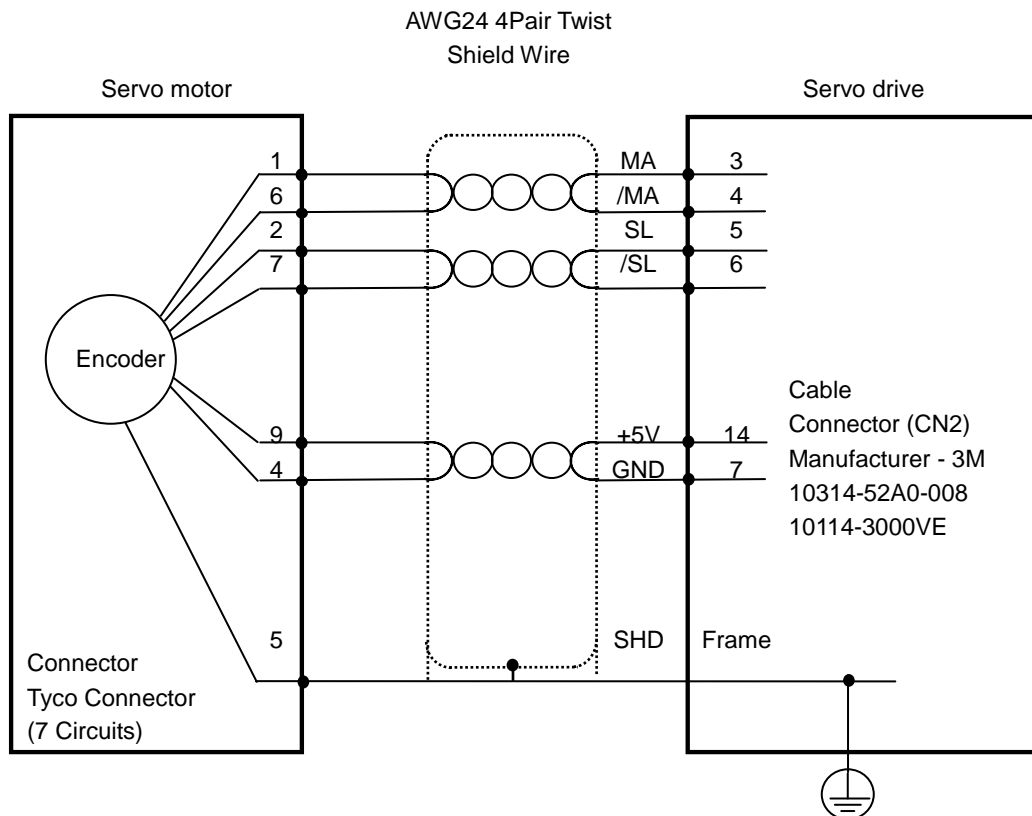 AWG24 4Pair Twist
Shield Wire
Servo motor
Servo drive
1
MA
3
6
/MA
4
2
SL
5
7
/SL
6
Encoder
9
+5V
14
4
GND
7
Cable
Connector (CN2)
Manufacturer - 3M
10314-52A0-008
10114-3000VE
5
SHD
Frame
Connector
Tyco Connector
(7 Circuits)